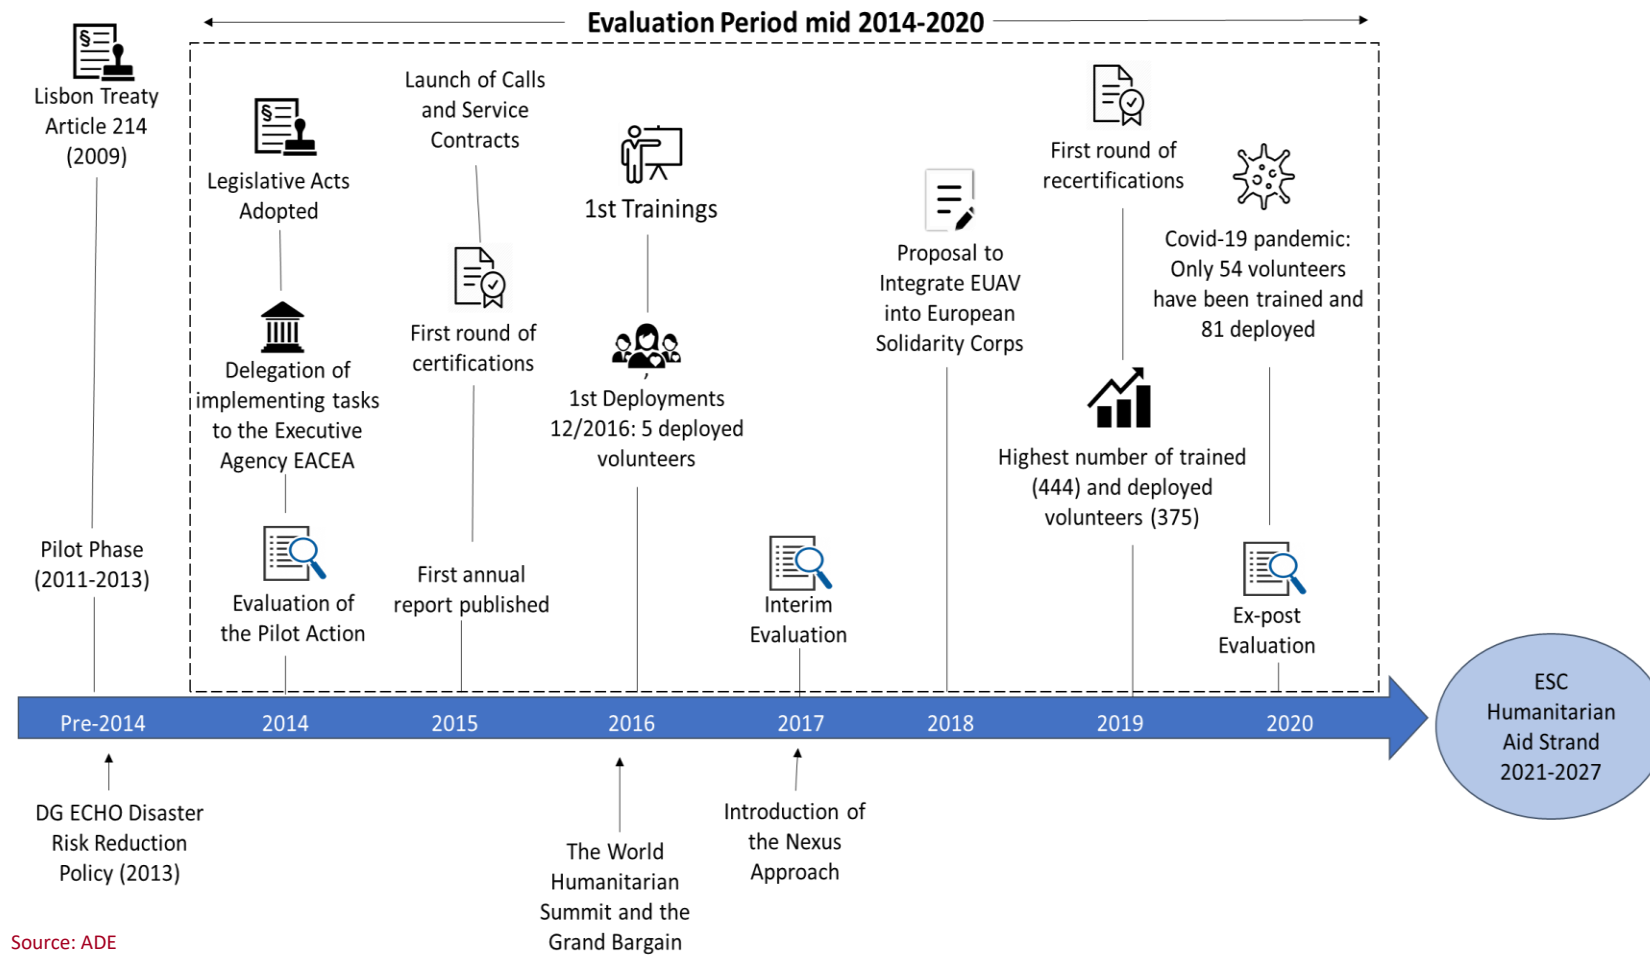 Evaluation Period mid 2014-2020
Lisbon Treaty
Article 214
(2009)
Pilot Phase
(2011-2013)
Legislative Acts
Adopted
Delegation of
implementing tasks
to the Executive
Agency EACEA
Evaluation of
the Pilot Action
Launch of Calls
and Service
Contracts
First round of
certifications
First annual
report published
1st Trainings
1st Deployments
12/2016: 5 deployed
volunteers
Interim
Evaluation
Proposal to
Integrate EUAV
into European
Solidarity Corps
First round of
recertifications
Highest number of trained
(444) and deployed
volunteers (375)
Covid-19 pandemic:
Only 54 volunteers
have been trained and
81 deployed
Ex-post
Evaluation
Pre-2014
2014
2015
2016
2017
2018
2019
2020
ESC
Humanitarian
Aid Strand
2021-2027
DG ECHO Disaster
Risk Reduction
Policy (2013)
The World
Humanitarian
Summit and the
Grand Bargain
Introduction of
the Nexus
Approach
Source: ADE